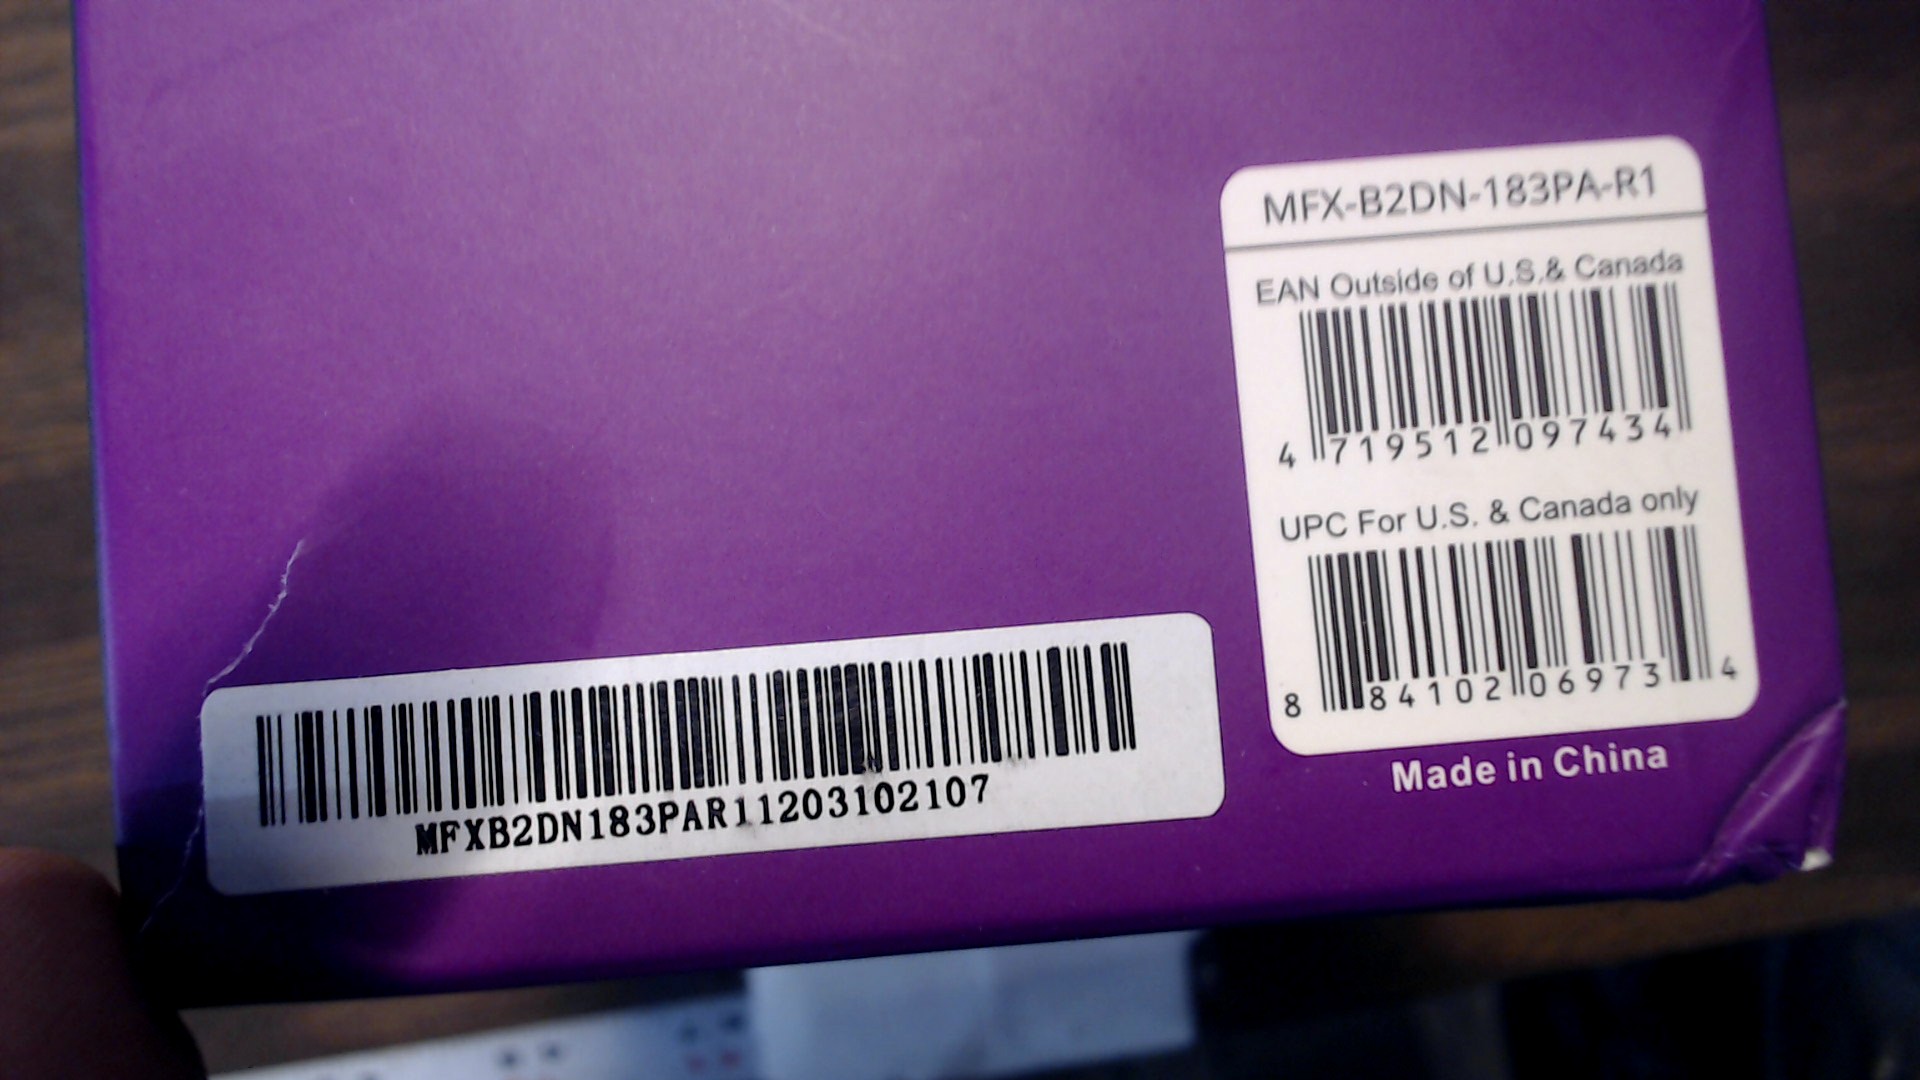 MFX-B2DN-183PA-R1
EAN Outside of U.S.& Canada
4 719512 097434
UPC For U.S. & Canada only
8 84102 06973 4
Made in China
MFXB2DN183PAR11203102107